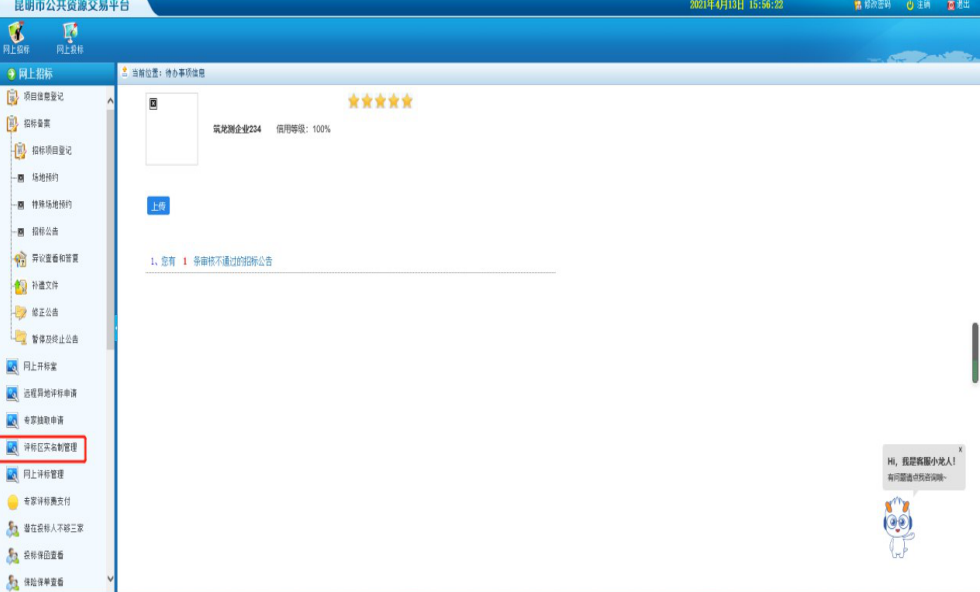 昆明市公共资源交易平台
2021年4月13日 15:56:22
修改密码 注销 退出
网上招标 网上投标
网上招标
当前位置：待办事项信息
项目信息登记
招标备案
招标项目登记
场地预约
特殊场地预约
招标公告
异议查看和答复
补遗文件
修正公告
暂停及终止公告
网上开标室
远程异地评标申请
专家抽取申请
评标区实名制管理
网上评标管理
专家评标费支付
潜在投标人不够三家
投标保函查看
保险保单查看
筑龙测企业234 信用等级：100%
上传
1、您有 1 条审核不通过的招标公告
x
Hi，我是客服小龙人！
有问题请点我咨询哦~